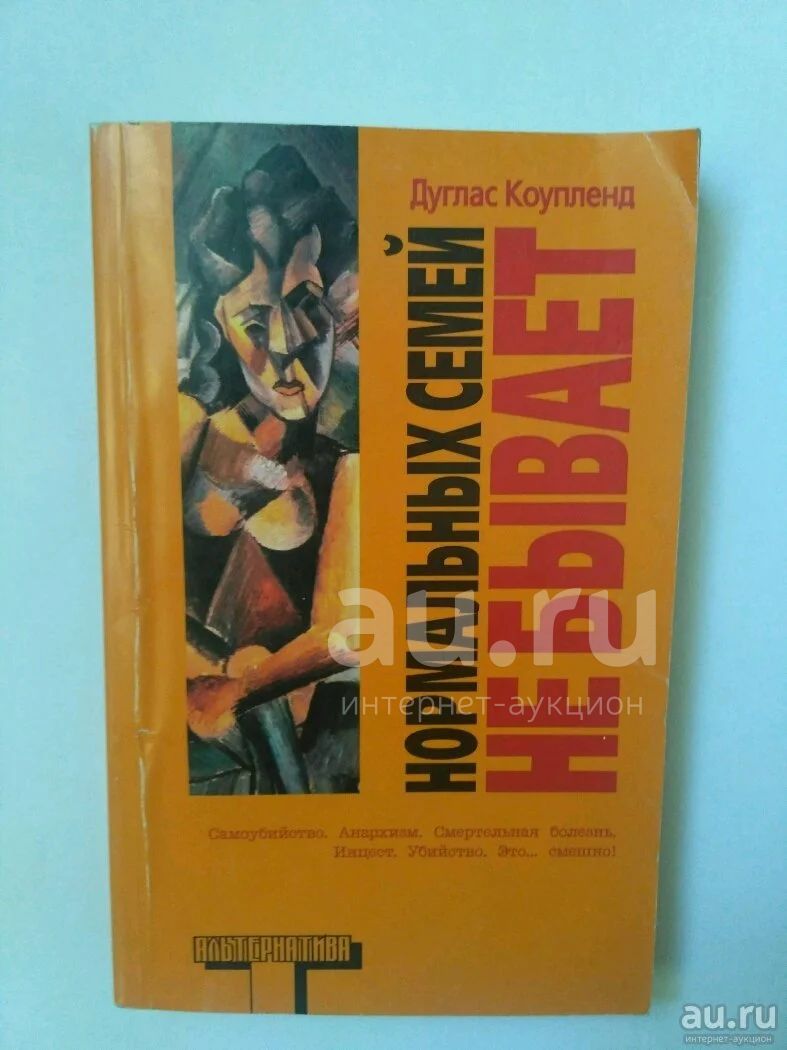 Дуглас Коупленд
НОРМАЛЬНЫХ СЕМЕЙ
НЕ БЫВАЕТ
au.ru
интернет-аукцион
Самоубийство. Анархизм. Смертельная болезнь.
Инцест. Убийство. Это... смешно!
АЛЬТЕРНАТИВА
au.ru
интернет-аукцион